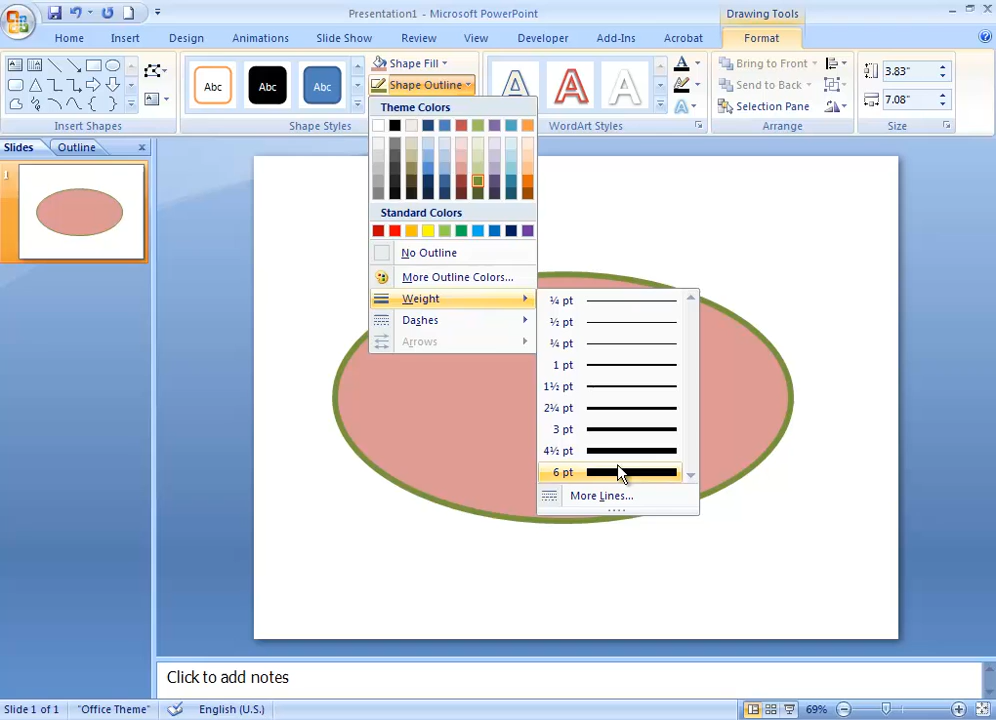 Presentation1 - Microsoft PowerPoint
Drawing Tools
Home
Insert
Design
Animations
Slide Show
Review
View
Developer
Add-Ins
Acrobat
Format
Shape Fill
Shape Outline
Abc
Abc
Abc
A
A
A
A
A
Bring to Front
Send to Back
Selection Pane
3.83"
7.08"
Insert Shapes
Shape Styles
WordArt Styles
Arrange
Size
Slides
Outline
x
1
Theme Colors
Standard Colors
No Outline
More Outline Colors...
Weight
Dashes
Arrows
¼ pt
½ pt
¼ pt
1 pt
1½ pt
2¼ pt
3 pt
4½ pt
6 pt
More Lines...
Click to add notes
Slide 1 of 1
"Office Theme"
English (U.S.)
69%